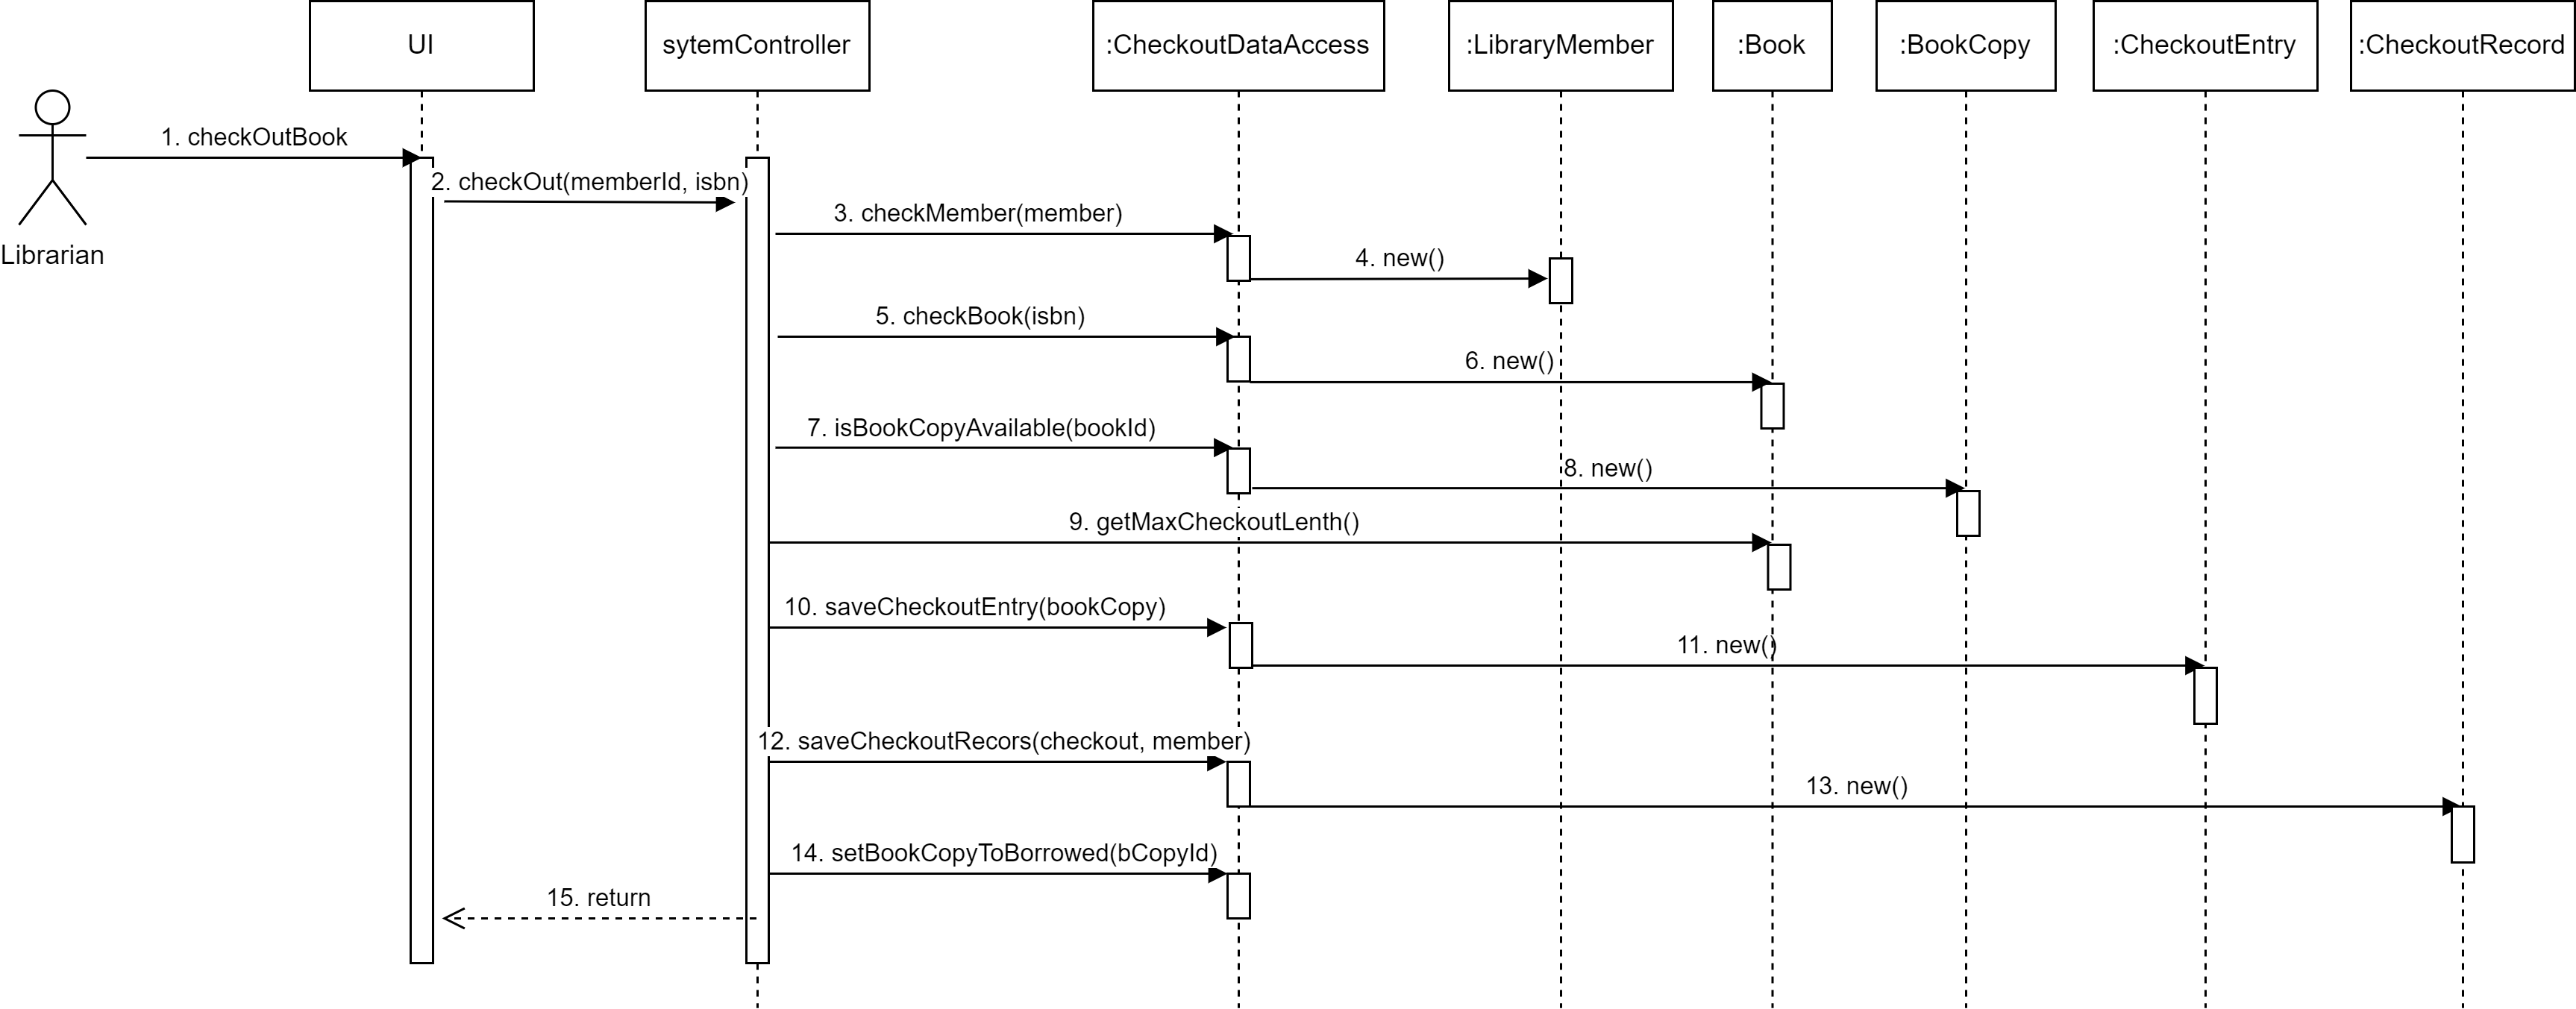 UI
sytemController
:CheckoutDataAccess
:LibraryMember
:Book
:BookCopy
:CheckoutEntry
:CheckoutRecord
1. checkOutBook
2. checkOut(memberId, isbn)
3. checkMember(member)
Librarian
4. new()
5. checkBook(isbn)
6. new()
7. isBookCopyAvailable(bookId)
8. new()
9. getMaxCheckoutLenth()
10. saveCheckoutEntry(bookCopy)
11. new()
12. saveCheckoutRecors(checkout, member)
13. new()
14. setBookCopyToBorrowed(bCopyId)
15. return